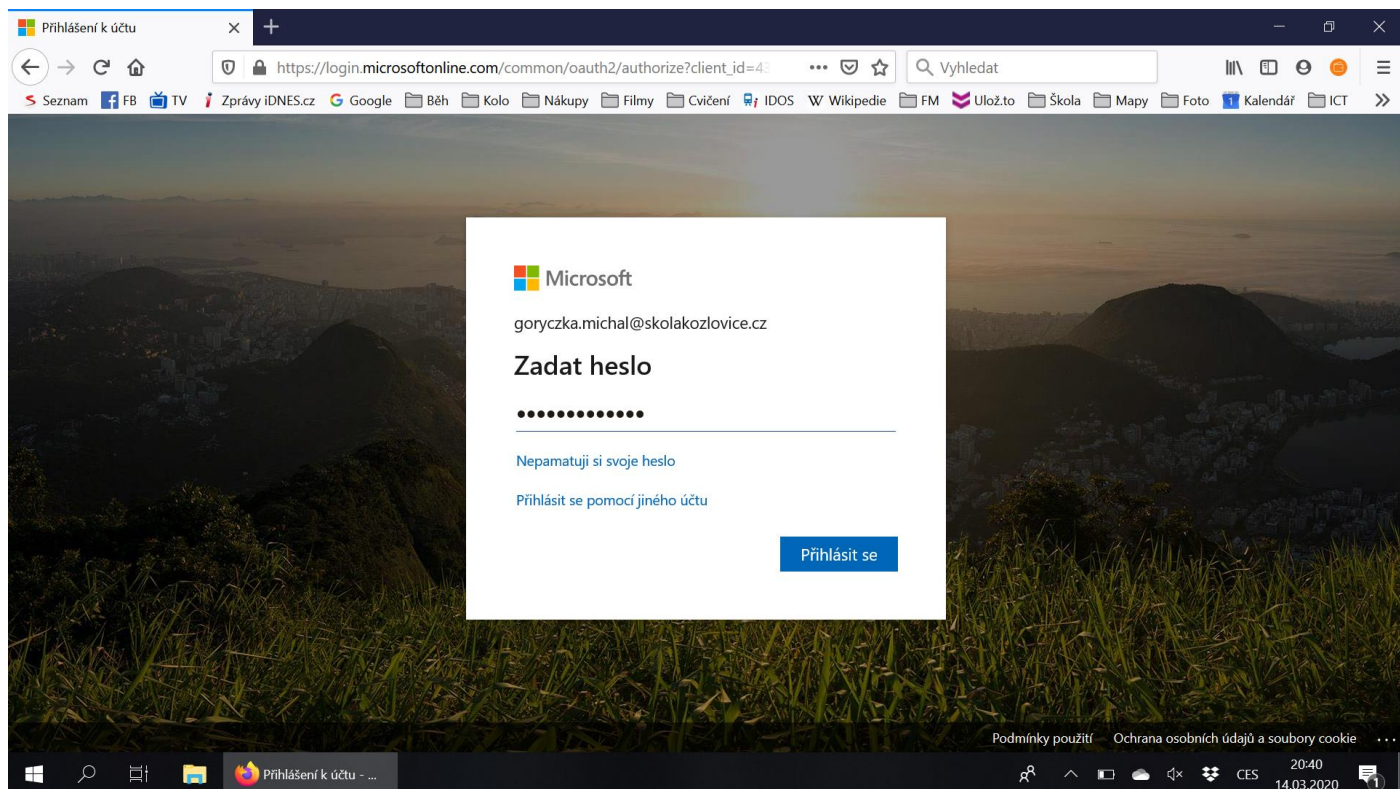 Přihlášení k účtu
https://login.microsoftonline.com/common/oauth2/authorize?client_id=43
Vyhledat
Seznam FB TV Zprávy iDNES.cz Google Běh Kolo Nákupy Filmy Cvičení IDOS Wikipedie FM Ulož.to Škola Mapy Foto Kalendář ICT
Microsoft
goryczka.michal@skolakozlovice.cz
Zadat heslo
•••••••••••••
Nepamatuji si svoje heslo
Přihlásit se pomocí jiného účtu
Přihlásit se
Podmínky použití Ochrana osobních údajů a soubory cookie ...
Přihlášení k účtu - ...
CES
20:40
14.03.2020
1